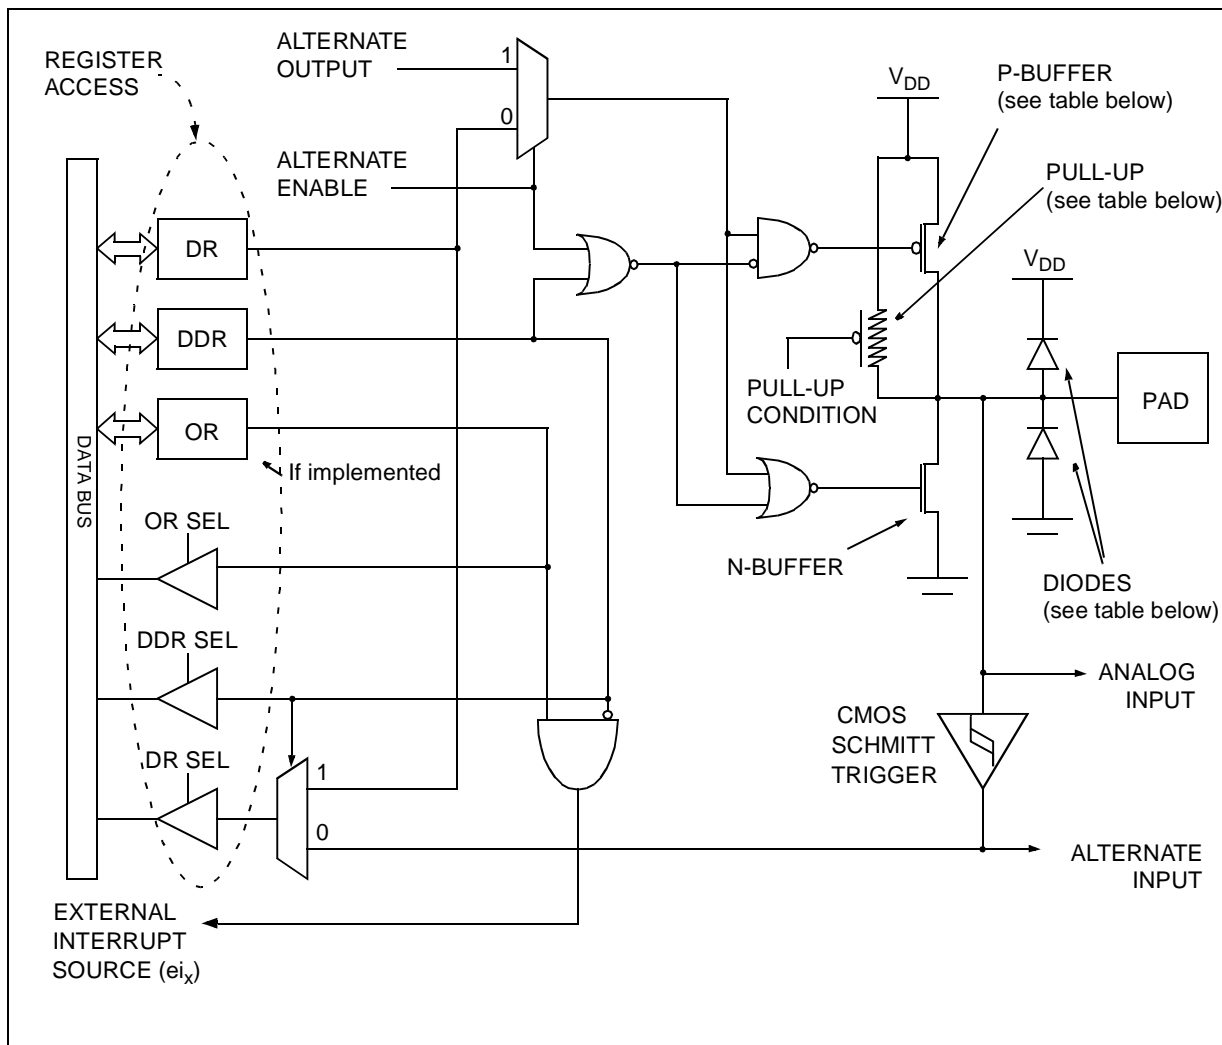 REGISTER
ACCESS
ALTERNATE
OUTPUT
1
0
ALTERNATE
ENABLE
VDD
P-BUFFER
(see table below)
PULL-UP
(see table below)
VDD
DR
DDR
OR
If implemented
DATA BUS
PULL-UP
CONDITION
PAD
N-BUFFER
DIODES
(see table below)
OR SEL
DDR SEL
DR SEL
1
0
ANALOG
INPUT
CMOS
SCHMITT
TRIGGER
ALTERNATE
INPUT
EXTERNAL
INTERRUPT
SOURCE (eix)